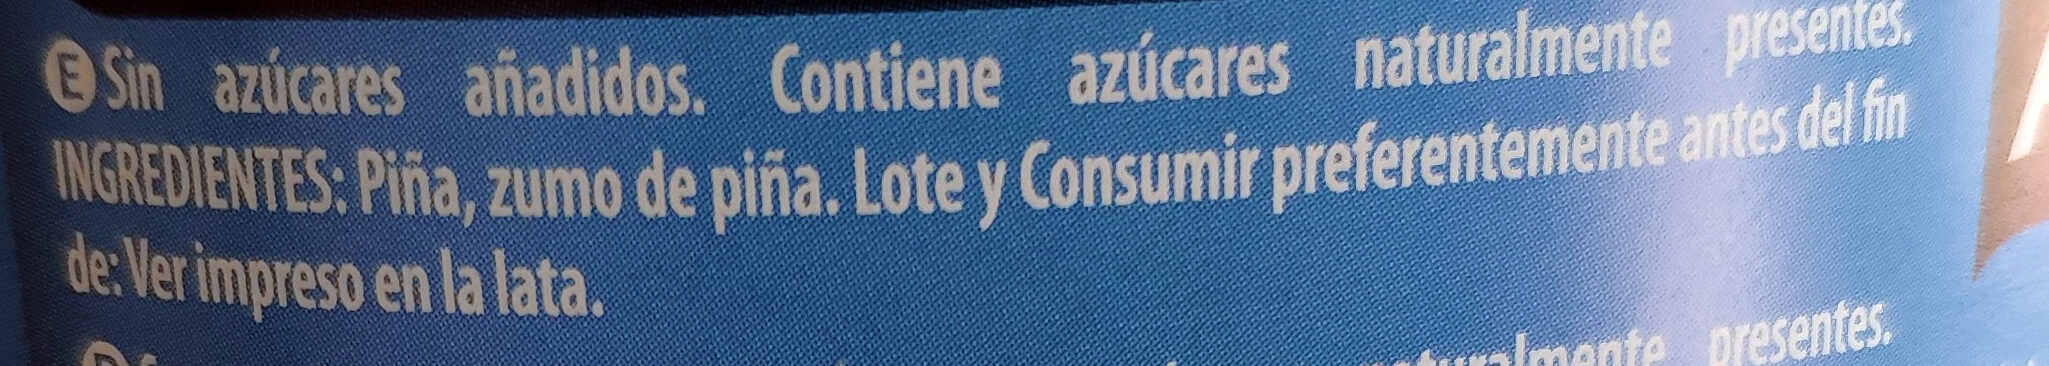 E Sin azúcares añadidos. Contiene azúcares naturalmente presentes.
INGREDIENTES: Piña, zumo de piña. Lote y Consumir preferentemente antes del fin
de: Ver impreso en la lata.
naturalmente presentes.